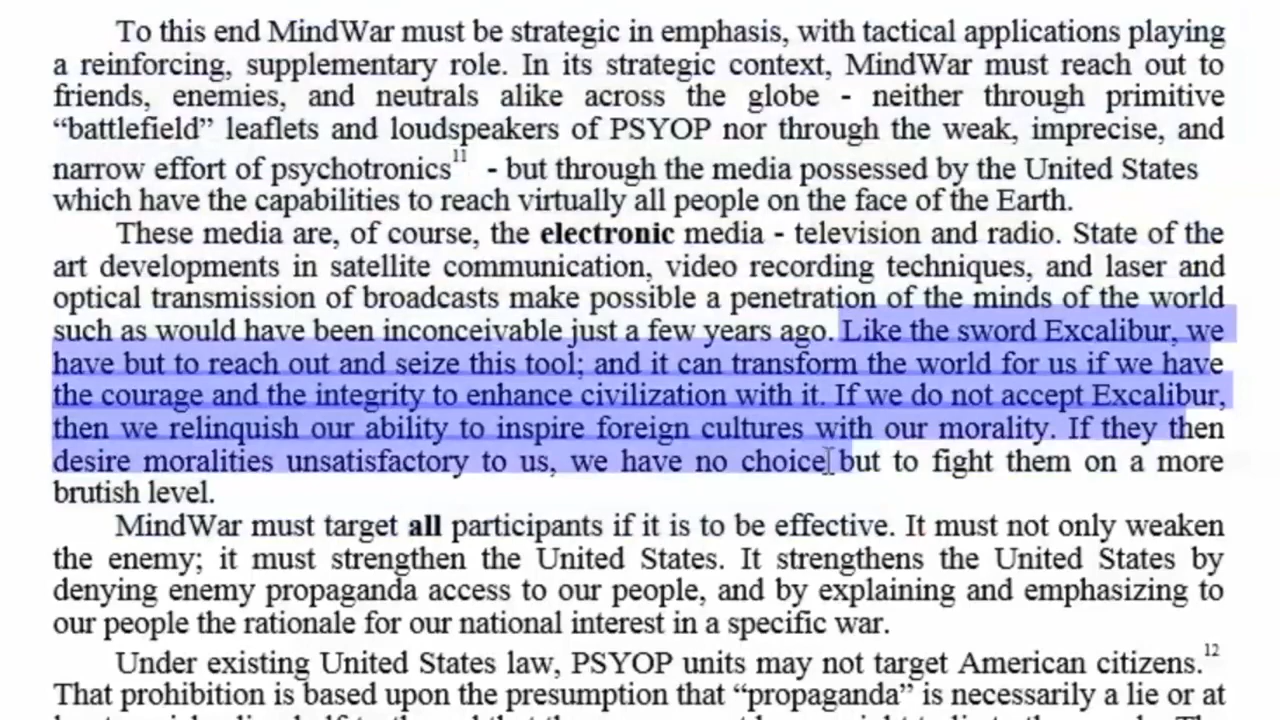 To this end MindWar must be strategic in emphasis, with tactical applications playing
a reinforcing, supplementary role. In its strategic context, MindWar must reach out to
friends, enemies, and neutrals alike across the globe - neither through primitive
“battlefield” leaflets and loudspeakers of PSYOP nor through the weak, imprecise, and
narrow effort of psychotronics11 - but through the media possessed by the United States
which have the capabilities to reach virtually all people on the face of the Earth.
These media are, of course, the electronic media - television and radio. State of the
art developments in satellite communication, video recording techniques, and laser and
optical transmission of broadcasts make possible a penetration of the minds of the world
such as would have been inconceivable just a few years ago. Like the sword Excalibur, we
have but to reach out and seize this tool; and it can transform the world for us if we have
the courage and the integrity to enhance civilization with it. If we do not accept Excalibur,
then we relinquish our ability to inspire foreign cultures with our morality. If they then
desire moralities unsatisfactory to us, we have no choice but to fight them on a more
brutish level.
MindWar must target all participants if it is to be effective. It must not only weaken
the enemy; it must strengthen the United States. It strengthens the United States by
denying enemy propaganda access to our people, and by explaining and emphasizing to
our people the rationale for our national interest in a specific war.
Under existing United States law, PSYOP units may not target American citizens.12
That prohibition is based upon the presumption that “propaganda” is necessarily a lie or at